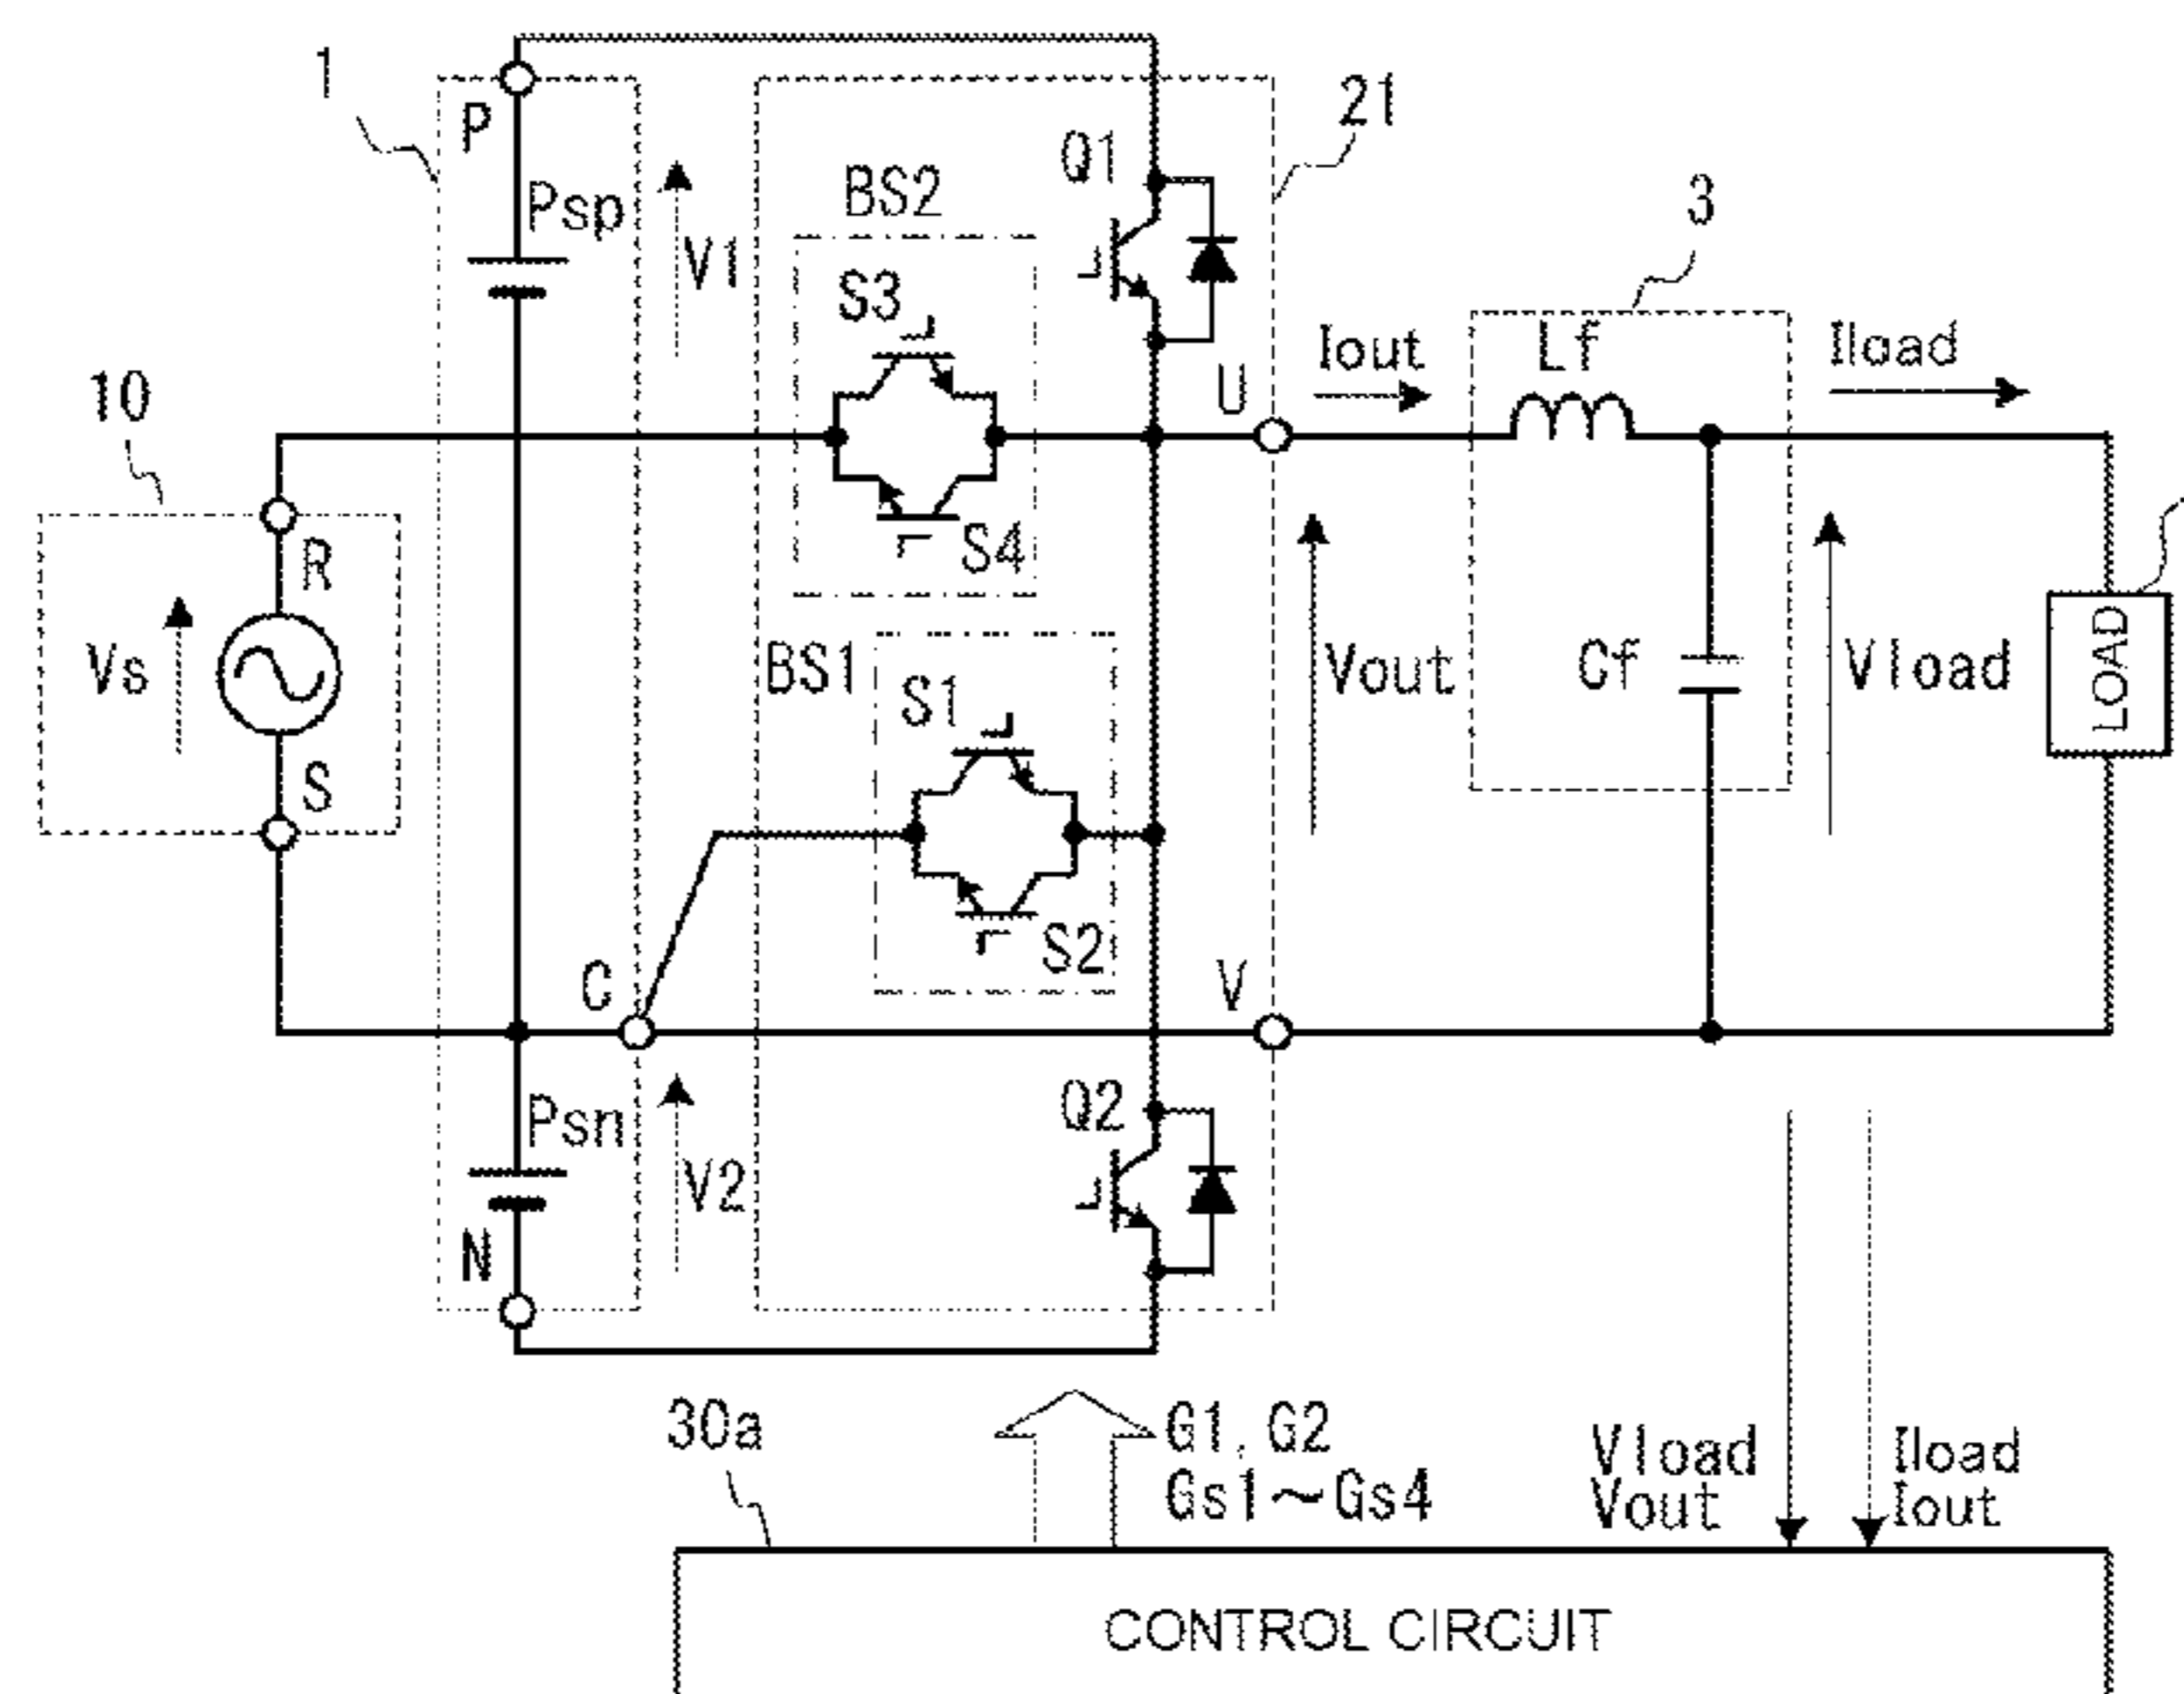 1
P
Psp
V1
BS2
Q1
21
3
S3
Iout
Lf
Iload
U
10
R
S4
Vs
BS1
S1
Vout
Cf
Vload
LOAD
S
S2
C
V
Psn
V2
Q2
N
30a
G1, G2
Gs1~Gs4
Vload
Vout
Iload
Iout
CONTROL CIRCUIT